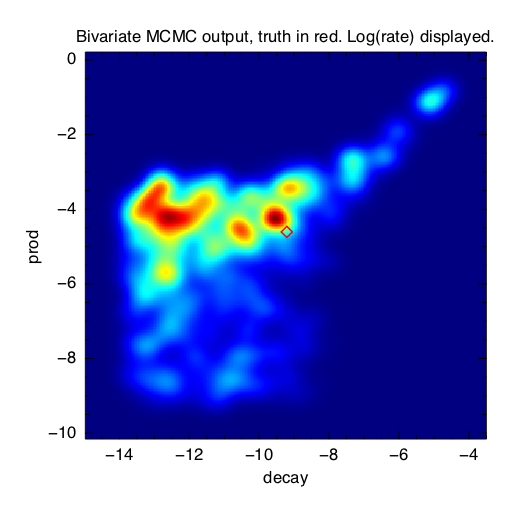 Bivariate MCMC output, truth in red. Log(rate) displayed.
0
−2
−4
−6
−8
−10
prod
−14 −12 −10 −8 −6 −4
decay